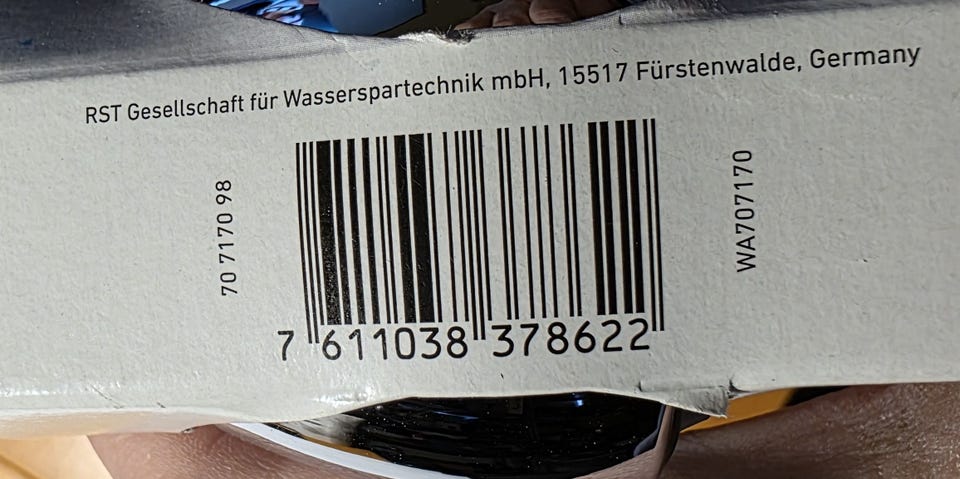 RST Gesellschaft für Wasserspartechnik mbH, 15517 Fürstenwalde, Germany
70 7170 98
7 611038 378622
WA707170